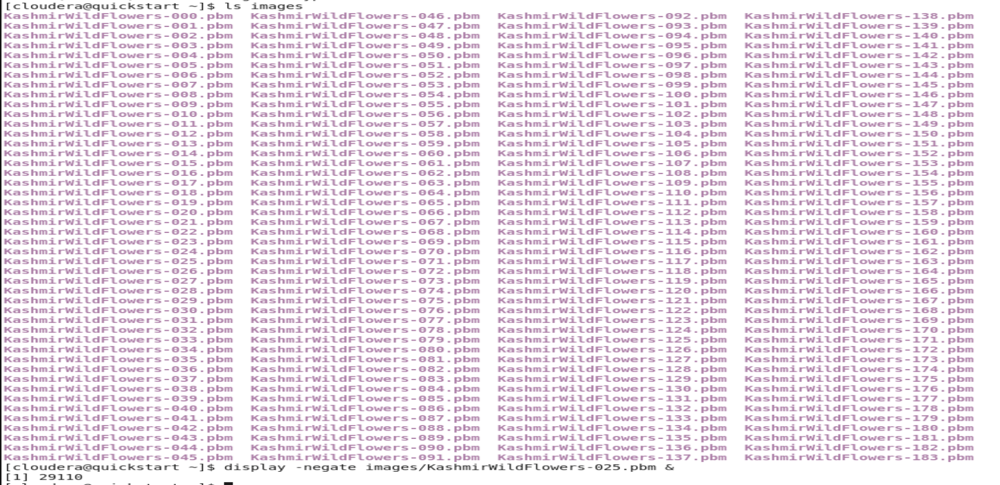 [cloudera@quickstart ~]$ ls images
KashmirWildFlowers-000.pbm KashmirWildFlowers-046.pbm KashmirWildFlowers-092.pbm KashmirWildFlowers-138.pbm
KashmirWildFlowers-001.pbm KashmirWildFlowers-047.pbm KashmirWildFlowers-093.pbm KashmirWildFlowers-139.pbm
KashmirWildFlowers-002.pbm KashmirWildFlowers-048.pbm KashmirWildFlowers-094.pbm KashmirWildFlowers-140.pbm
KashmirWildFlowers-003.pbm KashmirWildFlowers-049.pbm KashmirWildFlowers-095.pbm KashmirWildFlowers-141.pbm
KashmirWildFlowers-004.pbm KashmirWildFlowers-050.pbm KashmirWildFlowers-096.pbm KashmirWildFlowers-142.pbm
KashmirWildFlowers-005.pbm KashmirWildFlowers-051.pbm KashmirWildFlowers-097.pbm KashmirWildFlowers-143.pbm
KashmirWildFlowers-006.pbm KashmirWildFlowers-052.pbm KashmirWildFlowers-098.pbm KashmirWildFlowers-144.pbm
KashmirWildFlowers-007.pbm KashmirWildFlowers-053.pbm KashmirWildFlowers-099.pbm KashmirWildFlowers-145.pbm
KashmirWildFlowers-008.pbm KashmirWildFlowers-054.pbm KashmirWildFlowers-100.pbm KashmirWildFlowers-146.pbm
KashmirWildFlowers-009.pbm KashmirWildFlowers-055.pbm KashmirWildFlowers-101.pbm KashmirWildFlowers-147.pbm
KashmirWildFlowers-010.pbm KashmirWildFlowers-056.pbm KashmirWildFlowers-102.pbm KashmirWildFlowers-148.pbm
KashmirWildFlowers-011.pbm KashmirWildFlowers-057.pbm KashmirWildFlowers-103.pbm KashmirWildFlowers-149.pbm
KashmirWildFlowers-012.pbm KashmirWildFlowers-058.pbm KashmirWildFlowers-104.pbm KashmirWildFlowers-150.pbm
KashmirWildFlowers-013.pbm KashmirWildFlowers-059.pbm KashmirWildFlowers-105.pbm KashmirWildFlowers-151.pbm
KashmirWildFlowers-014.pbm KashmirWildFlowers-060.pbm KashmirWildFlowers-106.pbm KashmirWildFlowers-152.pbm
KashmirWildFlowers-015.pbm KashmirWildFlowers-061.pbm KashmirWildFlowers-107.pbm KashmirWildFlowers-153.pbm
KashmirWildFlowers-016.pbm KashmirWildFlowers-062.pbm KashmirWildFlowers-108.pbm KashmirWildFlowers-154.pbm
KashmirWildFlowers-017.pbm KashmirWildFlowers-063.pbm KashmirWildFlowers-109.pbm KashmirWildFlowers-155.pbm
KashmirWildFlowers-018.pbm KashmirWildFlowers-064.pbm KashmirWildFlowers-110.pbm KashmirWildFlowers-156.pbm
KashmirWildFlowers-019.pbm KashmirWildFlowers-065.pbm KashmirWildFlowers-111.pbm KashmirWildFlowers-157.pbm
KashmirWildFlowers-020.pbm KashmirWildFlowers-066.pbm KashmirWildFlowers-112.pbm KashmirWildFlowers-158.pbm
KashmirWildFlowers-021.pbm KashmirWildFlowers-067.pbm KashmirWildFlowers-113.pbm KashmirWildFlowers-159.pbm
KashmirWildFlowers-022.pbm KashmirWildFlowers-068.pbm KashmirWildFlowers-114.pbm KashmirWildFlowers-160.pbm
KashmirWildFlowers-023.pbm KashmirWildFlowers-069.pbm KashmirWildFlowers-115.pbm KashmirWildFlowers-161.pbm
KashmirWildFlowers-024.pbm KashmirWildFlowers-070.pbm KashmirWildFlowers-116.pbm KashmirWildFlowers-162.pbm
KashmirWildFlowers-025.pbm KashmirWildFlowers-071.pbm KashmirWildFlowers-117.pbm KashmirWildFlowers-163.pbm
KashmirWildFlowers-026.pbm KashmirWildFlowers-072.pbm KashmirWildFlowers-118.pbm KashmirWildFlowers-164.pbm
KashmirWildFlowers-027.pbm KashmirWildFlowers-073.pbm KashmirWildFlowers-119.pbm KashmirWildFlowers-165.pbm
KashmirWildFlowers-028.pbm KashmirWildFlowers-074.pbm KashmirWildFlowers-120.pbm KashmirWildFlowers-166.pbm
KashmirWildFlowers-029.pbm KashmirWildFlowers-075.pbm KashmirWildFlowers-121.pbm KashmirWildFlowers-167.pbm
KashmirWildFlowers-030.pbm KashmirWildFlowers-076.pbm KashmirWildFlowers-122.pbm KashmirWildFlowers-168.pbm
KashmirWildFlowers-031.pbm KashmirWildFlowers-077.pbm KashmirWildFlowers-123.pbm KashmirWildFlowers-169.pbm
KashmirWildFlowers-032.pbm KashmirWildFlowers-078.pbm KashmirWildFlowers-124.pbm KashmirWildFlowers-170.pbm
KashmirWildFlowers-033.pbm KashmirWildFlowers-079.pbm KashmirWildFlowers-125.pbm KashmirWildFlowers-171.pbm
KashmirWildFlowers-034.pbm KashmirWildFlowers-080.pbm KashmirWildFlowers-126.pbm KashmirWildFlowers-172.pbm
KashmirWildFlowers-035.pbm KashmirWildFlowers-081.pbm KashmirWildFlowers-127.pbm KashmirWildFlowers-173.pbm
KashmirWildFlowers-036.pbm KashmirWildFlowers-082.pbm KashmirWildFlowers-128.pbm KashmirWildFlowers-174.pbm
KashmirWildFlowers-037.pbm KashmirWildFlowers-083.pbm KashmirWildFlowers-129.pbm KashmirWildFlowers-175.pbm
KashmirWildFlowers-038.pbm KashmirWildFlowers-084.pbm KashmirWildFlowers-130.pbm KashmirWildFlowers-176.pbm
KashmirWildFlowers-039.pbm KashmirWildFlowers-085.pbm KashmirWildFlowers-131.pbm KashmirWildFlowers-177.pbm
KashmirWildFlowers-040.pbm KashmirWildFlowers-086.pbm KashmirWildFlowers-132.pbm KashmirWildFlowers-178.pbm
KashmirWildFlowers-041.pbm KashmirWildFlowers-087.pbm KashmirWildFlowers-133.pbm KashmirWildFlowers-179.pbm
KashmirWildFlowers-042.pbm KashmirWildFlowers-088.pbm KashmirWildFlowers-134.pbm KashmirWildFlowers-180.pbm
KashmirWildFlowers-043.pbm KashmirWildFlowers-089.pbm KashmirWildFlowers-135.pbm KashmirWildFlowers-181.pbm
KashmirWildFlowers-044.pbm KashmirWildFlowers-090.pbm KashmirWildFlowers-136.pbm KashmirWildFlowers-182.pbm
KashmirWildFlowers-045.pbm KashmirWildFlowers-091.pbm KashmirWildFlowers-137.pbm KashmirWildFlowers-183.pbm
[cloudera@quickstart ~]$ display -negate images/KashmirWildFlowers-025.pbm &
[1] 29110